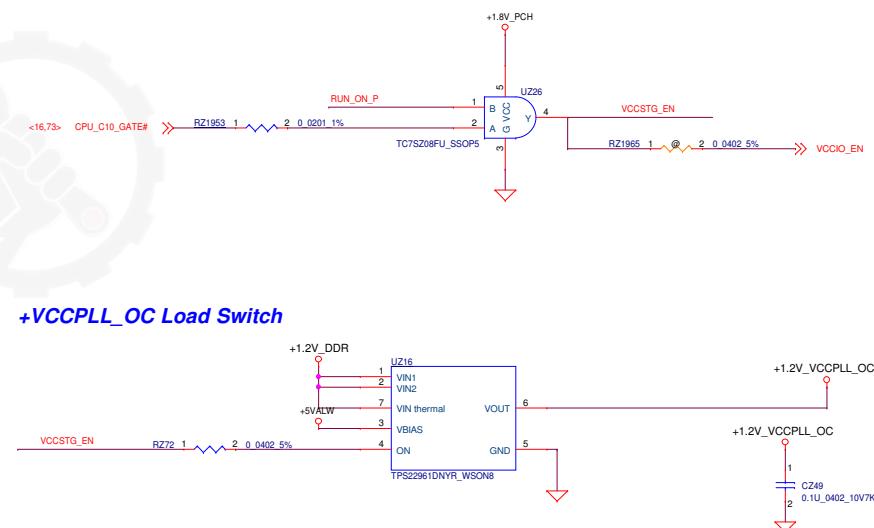 +1.8V_PCH
5
UZ26
RUN_ON_P
1
B
VCC
Y
4
VCCSTG_EN
<16,73> CPU_C10_GATE#
RZ1953 1 2 0_0201_1%
2
A
G
TC7SZ08FU_SSOP5
3
RZ1965 1 @ 2 0_0402_5%
VCCIO_EN
+VCCPLL_OC Load Switch
+1.2V_DDR
UZ16
1
VIN1
2
VIN2
7
VIN thermal
VOUT
6
+1.2V_VCCPLL_OC
+5VALW
3
VBIAS
VCCSTG_EN
RZ72 1 2 0_0402_5%
4
ON
GND
5
TPS22961DNYR_WSON8
+1.2V_VCCPLL_OC
1
CZ49
0.1U_0402_10V7K
2